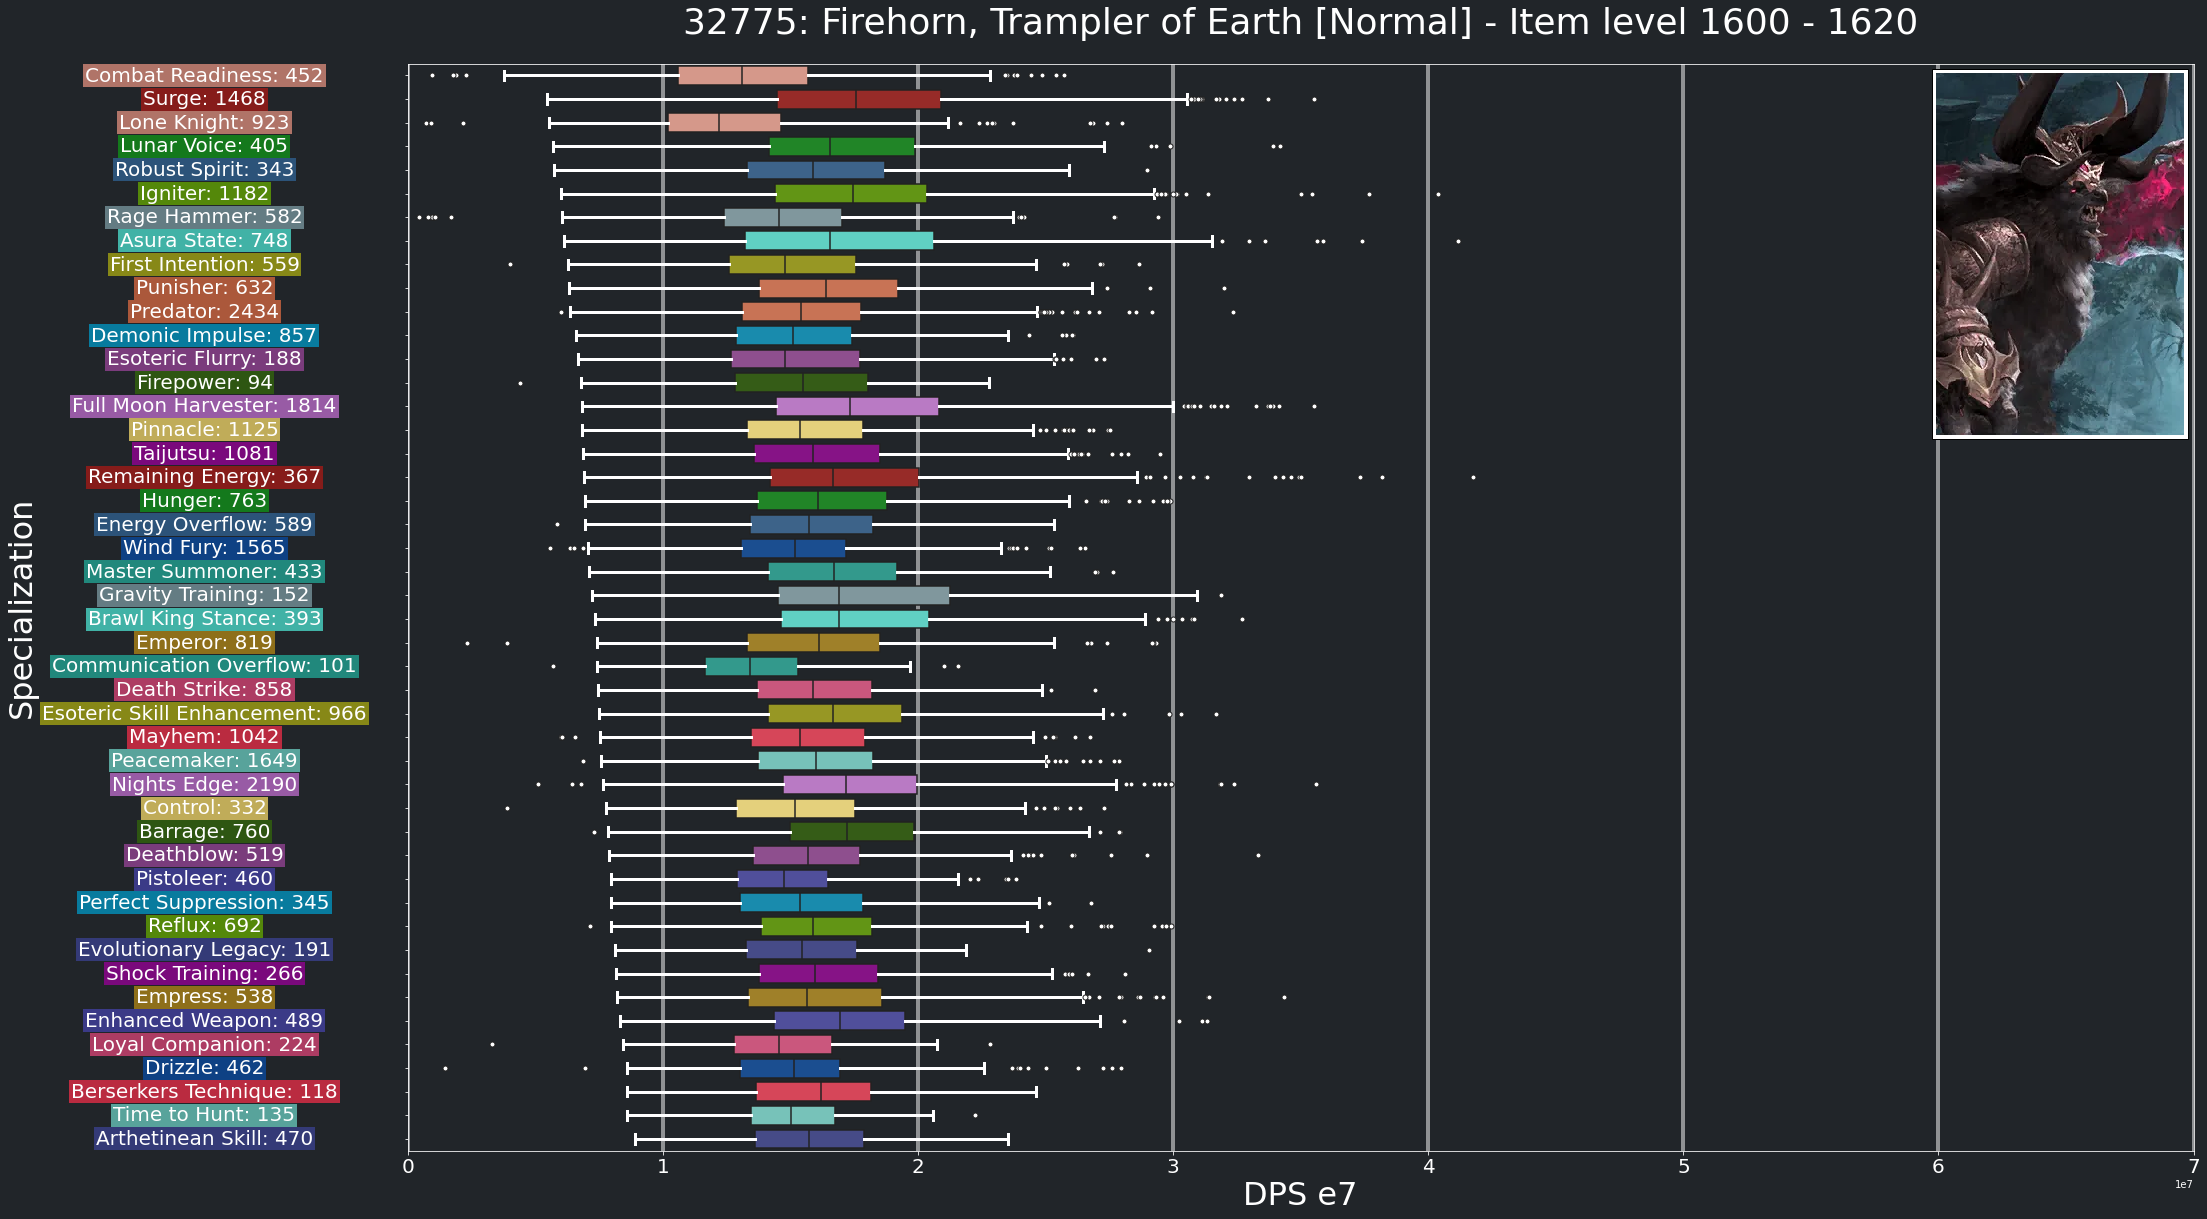 32775: Firehorn, Trampler of Earth [Normal] - Item level 1600 - 1620
Specialization
Combat Readiness: 452
Surge: 1468
Lone Knight: 923
Lunar Voice: 405
Robust Spirit: 343
Igniter: 1182
Rage Hammer: 582
Asura State: 748
First Intention: 559
Punisher: 632
Predator: 2434
Demonic Impulse: 857
Esoteric Flurry: 188
Firepower: 94
Full Moon Harvester: 1814
Pinnacle: 1125
Taijutsu: 1081
Remaining Energy: 367
Hunger: 763
Energy Overflow: 589
Wind Fury: 1565
Master Summoner: 433
Gravity Training: 152
Brawl King Stance: 393
Emperor: 819
Communication Overflow: 101
Death Strike: 858
Esoteric Skill Enhancement: 966
Mayhem: 1042
Peacemaker: 1649
Nights Edge: 2190
Control: 332
Barrage: 760
Deathblow: 519
Pistoleer: 460
Perfect Suppression: 345
Reflux: 692
Evolutionary Legacy: 191
Shock Training: 266
Empress: 538
Enhanced Weapon: 489
Loyal Companion: 224
Drizzle: 462
Berserkers Technique: 118
Time to Hunt: 135
Arthetinean Skill: 470
0 1 2 3 4 5 6 7
1e7
DPS e7